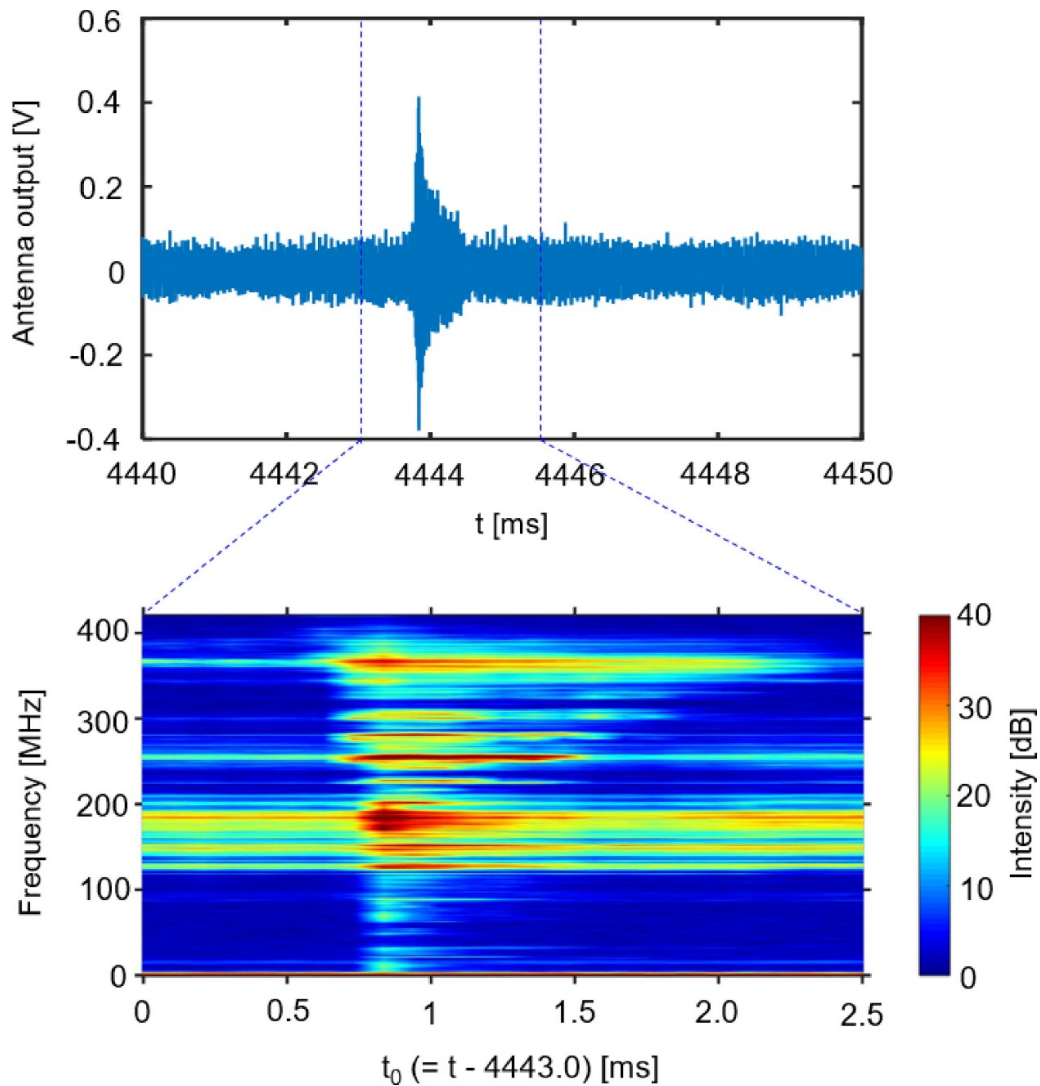 0.6
0.4
0.2
0
-0.2
-0.4
Antenna output [V]
4440 4442 4444 4446 4448 4450
t [ms]
400
300
200
100
0
Frequency [MHz]
0 0.5 1 1.5 2.0 2.5
t0 (= t - 4443.0) [ms]
40
30
20
10
0
Intensity [dB]